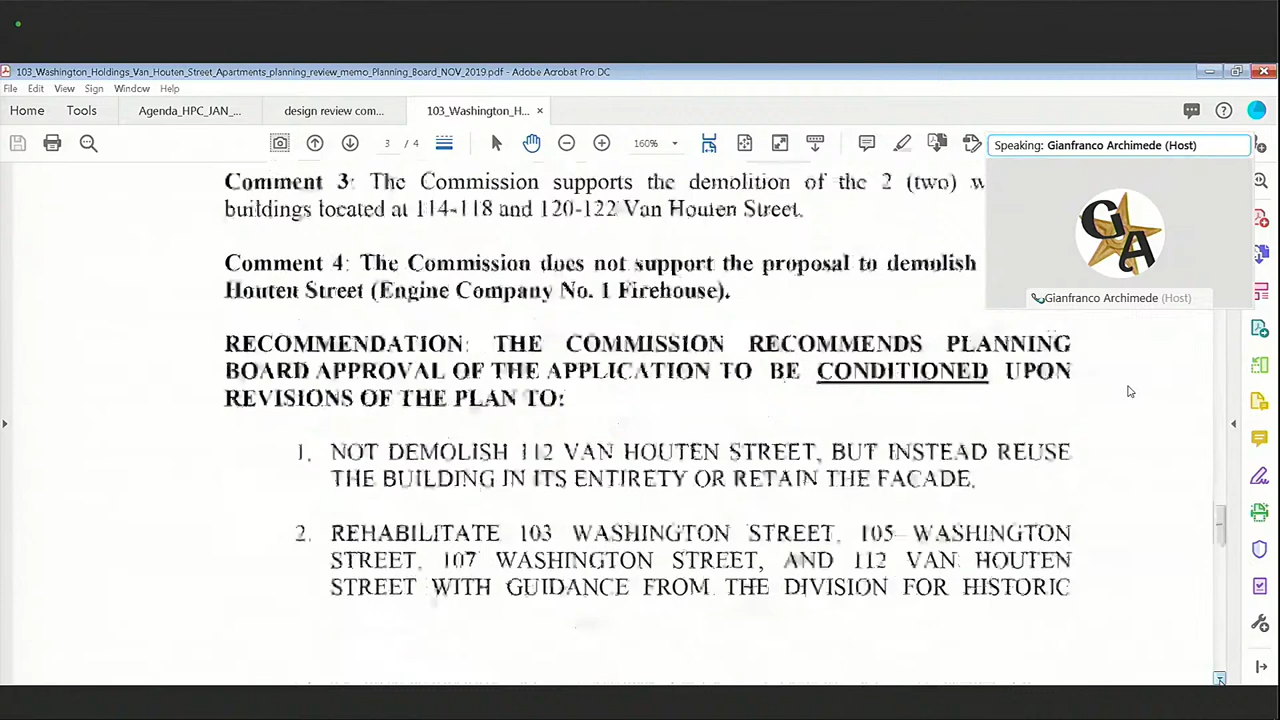 103_Washington_Holdings_Van_Houten_Street_Apartments_planning_review_memo_Planning_Board_NOV_2019.pdf - Adobe Acrobat Pro DC
File Edit View Sign Window Help
Home Tools Agenda_HPC_JAN_... design review com... 103_Washington_H... ×
3 / 4 160%
Speaking: Gianfranco Archimede (Host)
GA
Gianfranco Archimede (Host)
Comment 3: The Commission supports the demolition of the 2 (two) w
buildings located at 114-118 and 120-122 Van Houten Street.
Comment 4: The Commission does not support the proposal to demolish
Houten Street (Engine Company No. 1 Firehouse).
RECOMMENDATION: THE COMMISSION RECOMMENDS PLANNING
BOARD APPROVAL OF THE APPLICATION TO BE CONDITIONED UPON
REVISIONS OF THE PLAN TO:
1. NOT DEMOLISH 112 VAN HOUTEN STREET, BUT INSTEAD REUSE
THE BUILDING IN ITS ENTIRETY OR RETAIN THE FACADE.
2. REHABILITATE 103 WASHINGTON STREET, 105 WASHINGTON
STREET, 107 WASHINGTON STREET, AND 112 VAN HOUTEN
STREET WITH GUIDANCE FROM THE DIVISION FOR HISTORIC